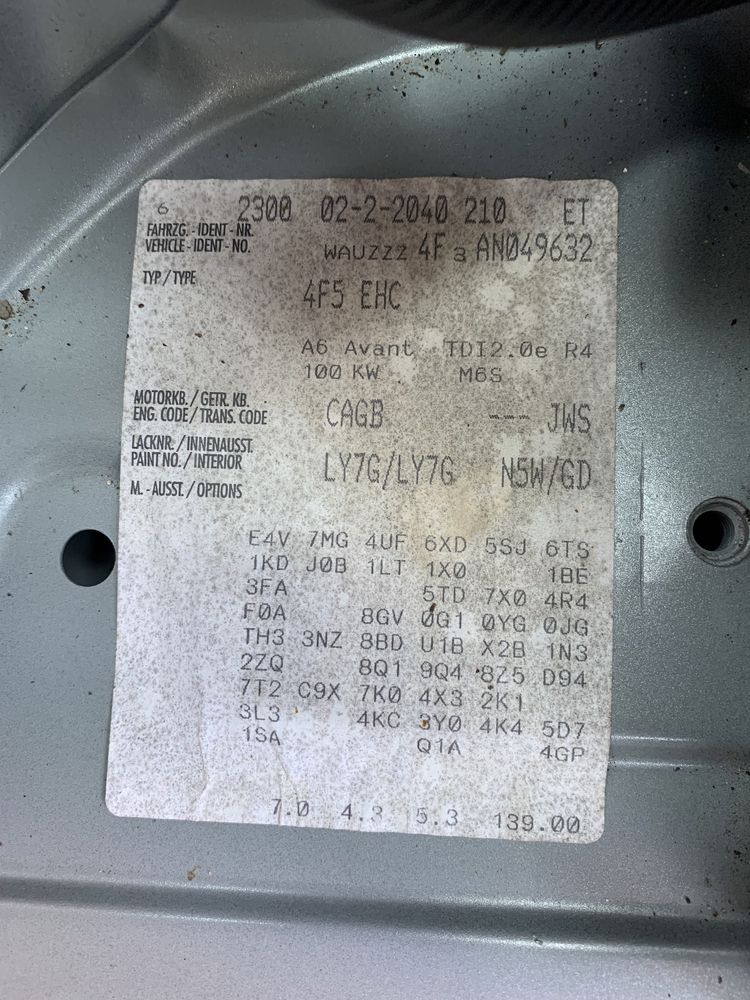 6 2300 02-2-2040 210 ET
FAHRZG.-IDENT-NR.
VEHICLE-IDENT-NO. WAUZZZ 4F 3 AN049632
TYP/TYPE 4F5 EHC
A6 Avant TDI2.0e R4
100 KW M6S
MOTORKB./GETR. KB.
ENG. CODE/TRANS. CODE CAGB --- JWS
LACKNR./INNENAUSST.
PAINT NO./INTERIOR LY7G/LY7G N5W/GD
M.-AUSST./OPTIONS
E4V 7MG 4UF 6XD 5SJ 6TS
1KD J0B 1LT 1X0 1BE
3FA 5TD 7X0 4R4
F0A 8GV 0G1 0YG 0JG
TH3 3NZ 8BD U1B X2B 1N3
2ZQ 8Q1 9Q4 8Z5 D94
7T2 C9X 7K0 4X3 2K1
3L3 4KC 3Y0 4K4 5D7
1SA Q1A 4GP
7.0 4.3 5.3 139.00